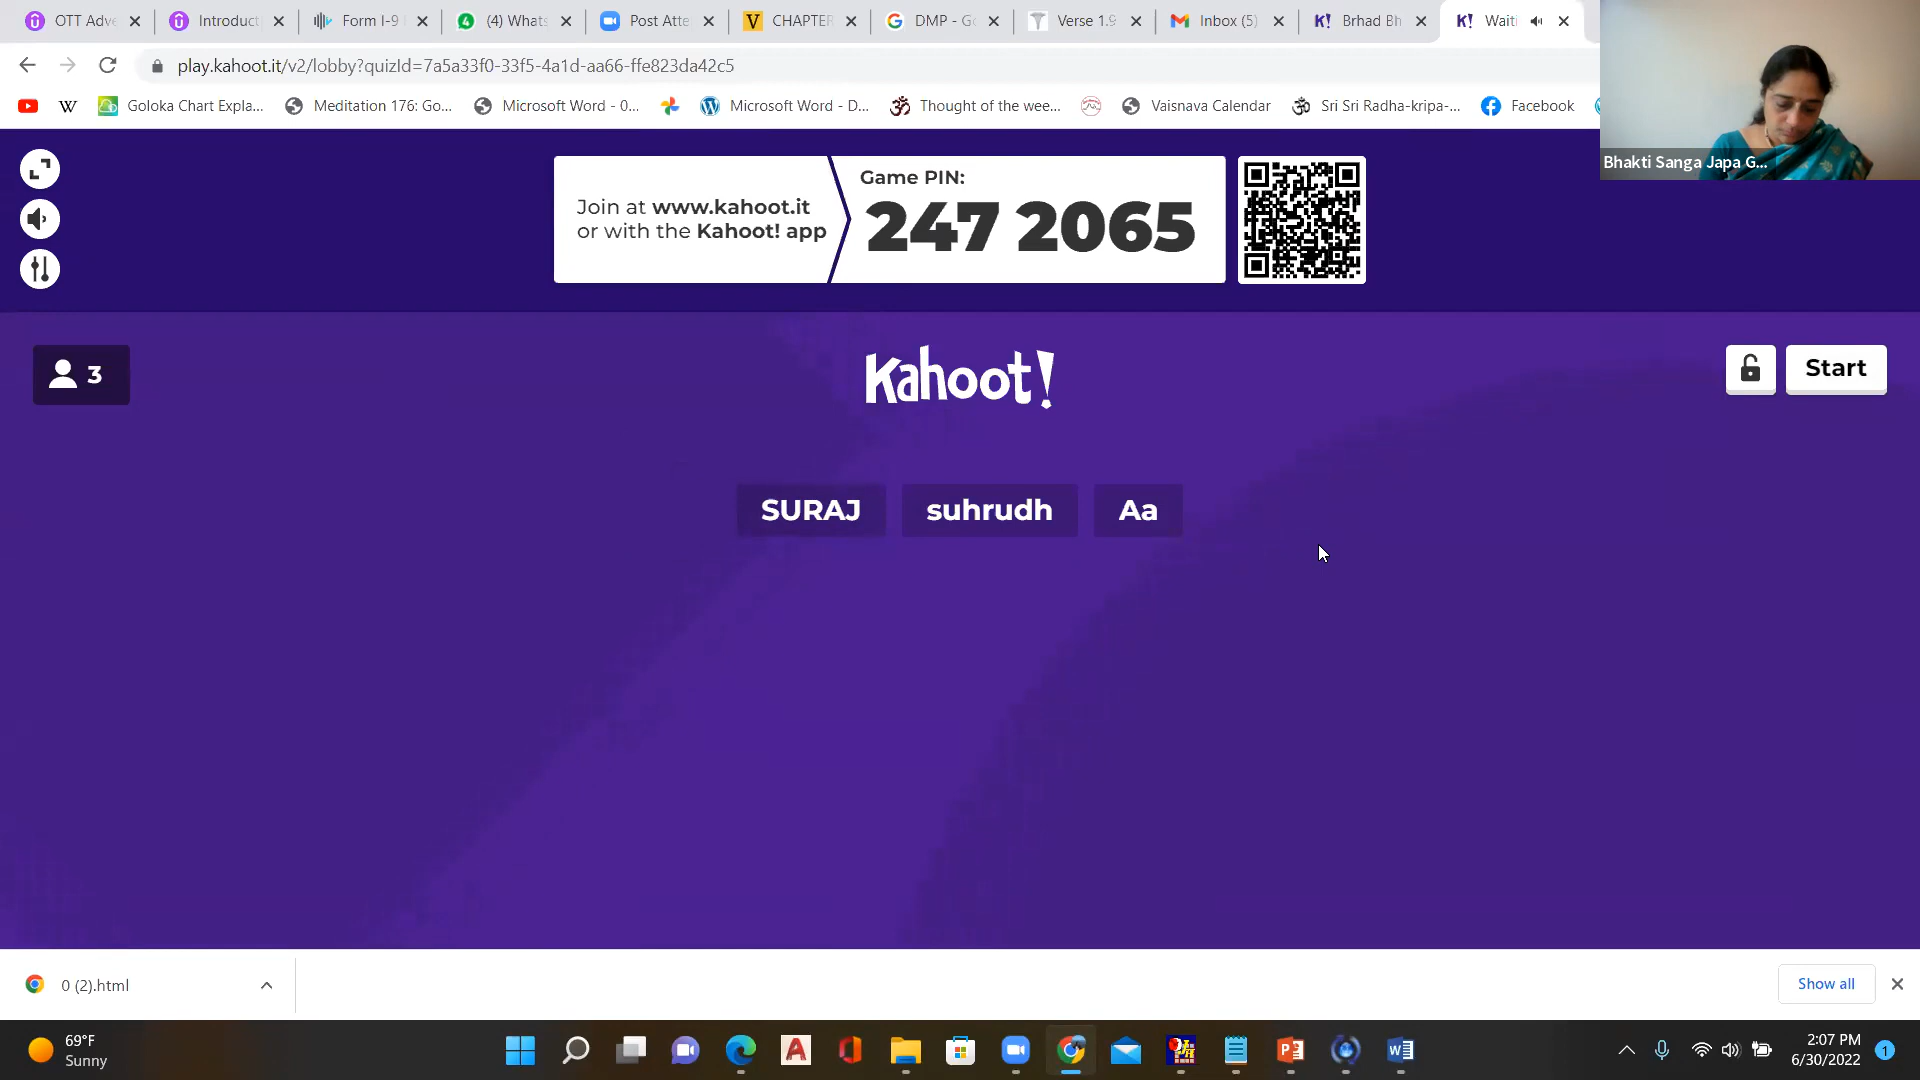 OTT Adve
Introduct
Form I-9
(4) Whats
Post Atte
CHAPTER
DMP - Go
Verse 1.9
Inbox (5)
K! Brhad Bh
K! Waiti
play.kahoot.it/v2/lobby?quizId=7a5a33f0-33f5-4a1d-aa66-ffe823da42c5
W
Goloka Chart Expla...
Meditation 176: Go...
Microsoft Word - 0...
Microsoft Word - D...
Thought of the wee...
Vaisnava Calendar
Sri Sri Radha-kripa-...
Facebook
Bhakti Sanga Japa G...
Join at www.kahoot.it
or with the Kahoot! app
Game PIN:
247 2065
3
Kahoot!
Start
SURAJ
suhrudh
Aa
0 (2).html
Show all
69°F
Sunny
2:07 PM
6/30/2022
1